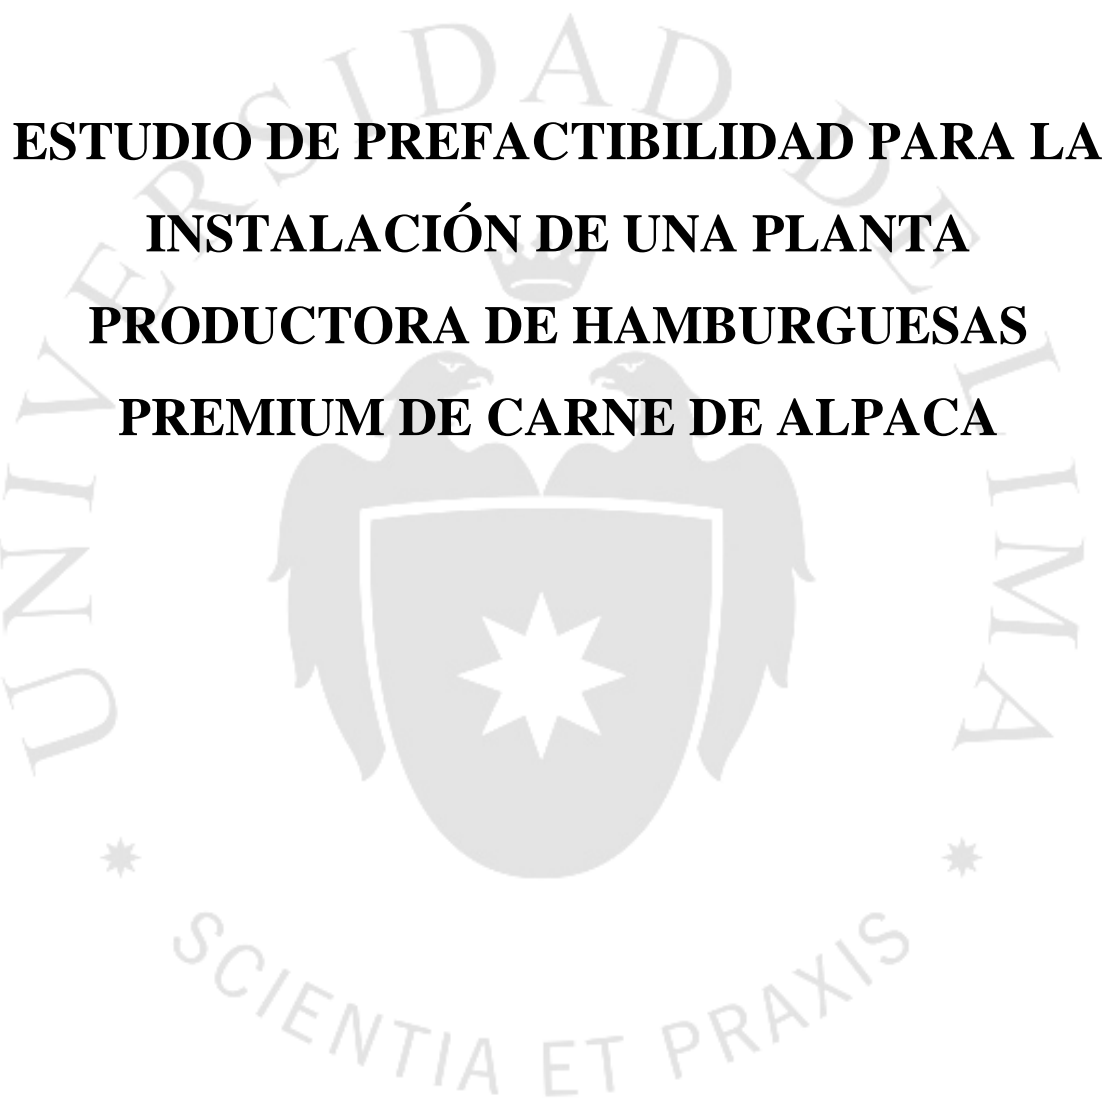 UNIVERSIDAD DE LIMA
ESTUDIO DE PREFACTIBILIDAD PARA LA
INSTALACIÓN DE UNA PLANTA
PRODUCTORA DE HAMBURGUESAS
PREMIUM DE CARNE DE ALPACA
SCIENTIA ET PRAXIS